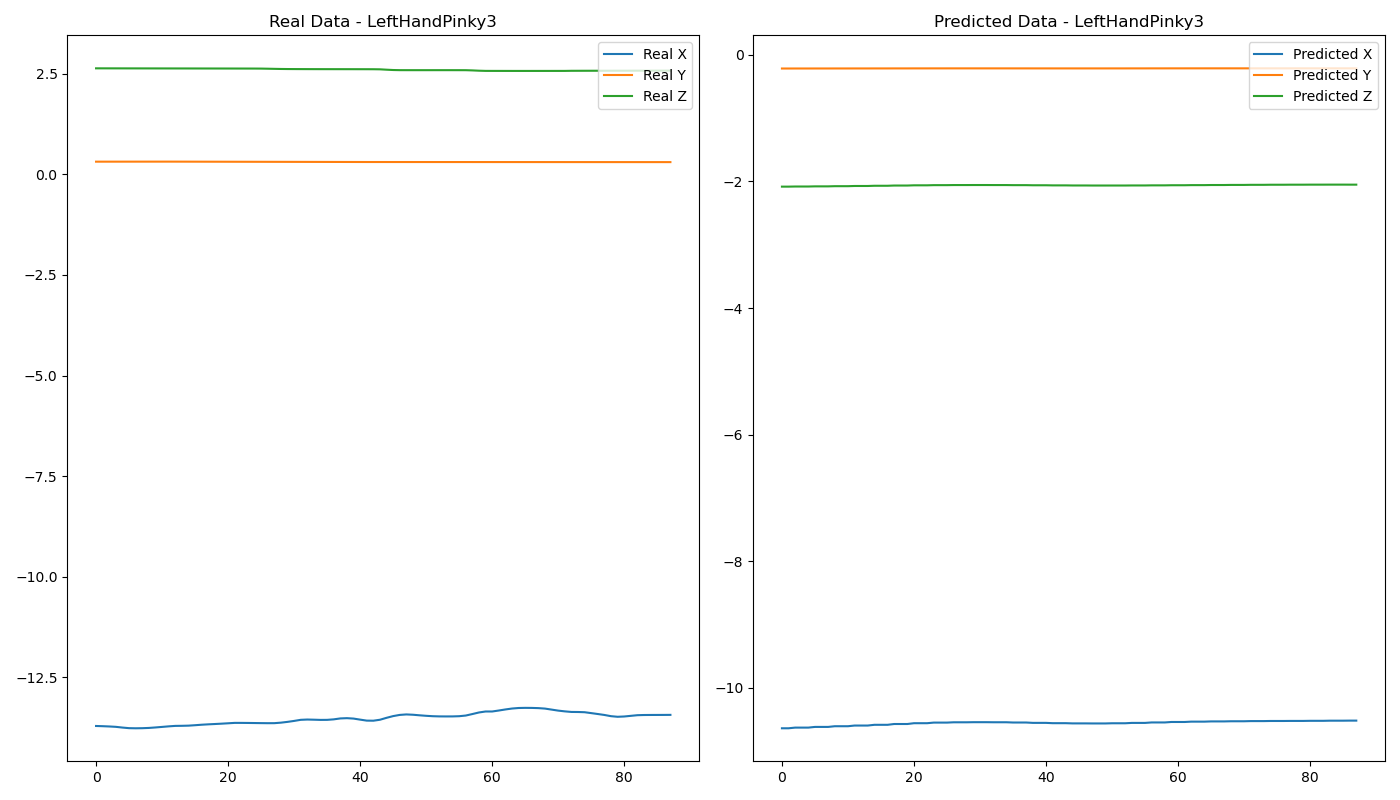 Real Data - LeftHandPinky3
Real X
Real Y
Real Z
2.5
0.0
−2.5
−5.0
−7.5
−10.0
−12.5
0
20
40
60
80
Predicted Data - LeftHandPinky3
Predicted X
Predicted Y
Predicted Z
0
−2
−4
−6
−8
−10
0
20
40
60
80